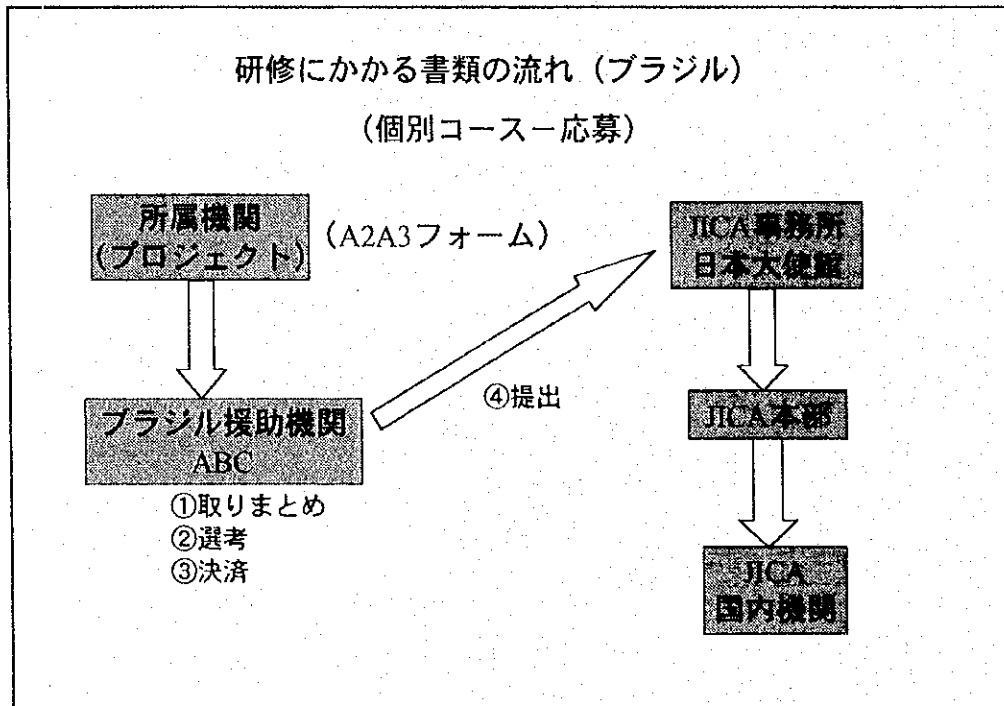 研修にかかる書類の流れ（ブラジル）
（個別コースー応募）
所属機関
(プロジェクト)
（A2A3フォーム）
JICA事務所
日本大使館
ブラジル援助機関
ABC
①取りまとめ
②選考
③決済
④提出
JICA本部
JICA
国内機関